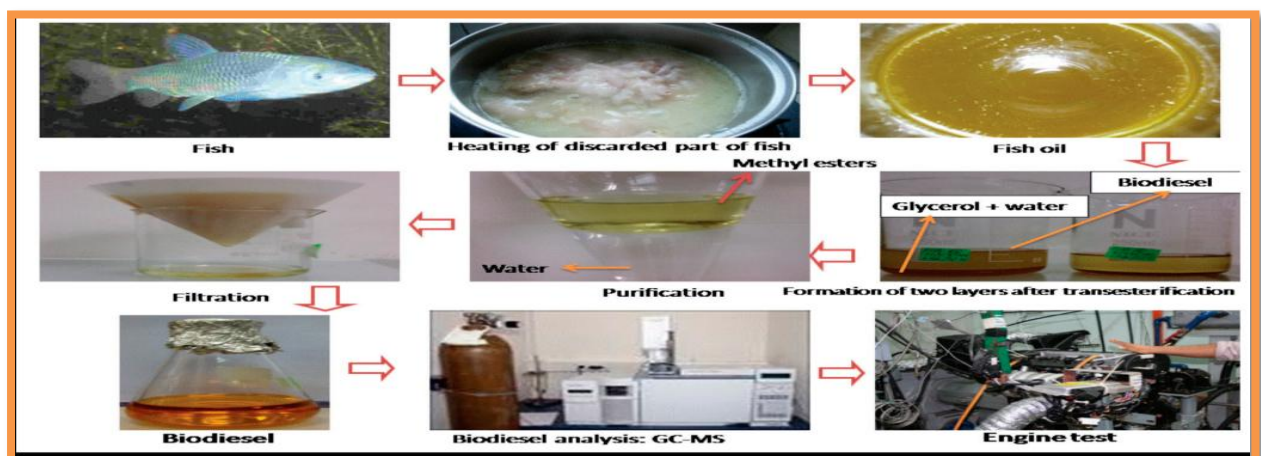 Fish
Heating of discarded part of fish
Fish oil
Methyl esters
Biodiesel
Glycerol + water
Water
Filtration
Purification
Formation of two layers after transesterification
Biodiesel
Biodiesel analysis: GC-MS
Engine test